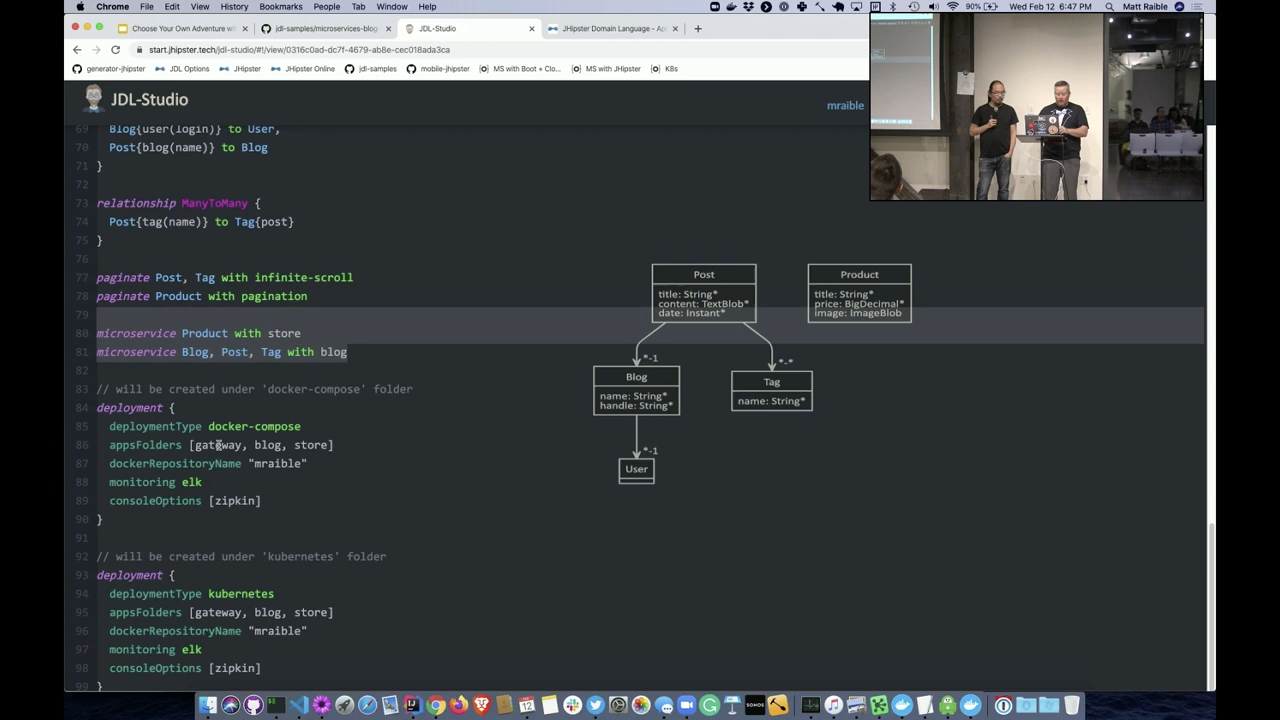 Chrome File Edit View History Bookmarks People Tab Window Help
90% Wed Feb 12 6:47 PM Matt Raible
Choose Your Own Adventure wi
jdl-samples/microservices-blog
JDL-Studio
JHipster Domain Language - Ap
start.jhipster.tech/jdl-studio/#!/view/0316c0ad-dc7f-4679-ab8e-cec018ada3ca
generator-jhipster JDL Options JHipster JHipster Online jdl-samples mobile-jhipster MS with Boot + Clo... MS with JHipster K8s
JDL-Studio
mraible
69 Blog{user(login)} to User,
70 Post{blog(name)} to Blog
71 }
72
73 relationship ManyToMany {
74 Post{tag(name)} to Tag{post}
75 }
76
77 paginate Post, Tag with infinite-scroll
78 paginate Product with pagination
79
80 microservice Product with store
81 microservice Blog, Post, Tag with blog
82
83 // will be created under 'docker-compose' folder
84 deployment {
85 deploymentType docker-compose
86 appsFolders [gateway, blog, store]
87 dockerRepositoryName "mraible"
88 monitoring elk
89 consoleOptions [zipkin]
90 }
91
92 // will be created under 'kubernetes' folder
93 deployment {
94 deploymentType kubernetes
95 appsFolders [gateway, blog, store]
96 dockerRepositoryName "mraible"
97 monitoring elk
98 consoleOptions [zipkin]
99 }
Post
title: String*
content: TextBlob*
date: Instant*
Product
title: String*
price: BigDecimal*
image: ImageBlob
*-1
*-*
Blog
name: String*
handle: String*
Tag
name: String*
*-1
User
12
SONOS